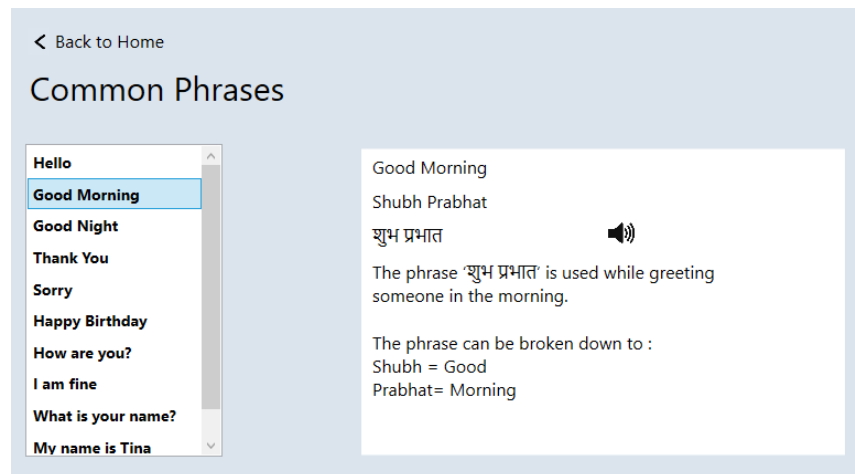 Back to Home
Common Phrases
Hello
Good Morning
Good Night
Thank You
Sorry
Happy Birthday
How are you?
I am fine
What is your name?
My name is Tina
Good Morning
Shubh Prabhat
शुभ प्रभात
The phrase ‘शुभ प्रभात’ is used while greeting
someone in the morning.
The phrase can be broken down to :
Shubh = Good
Prabhat= Morning